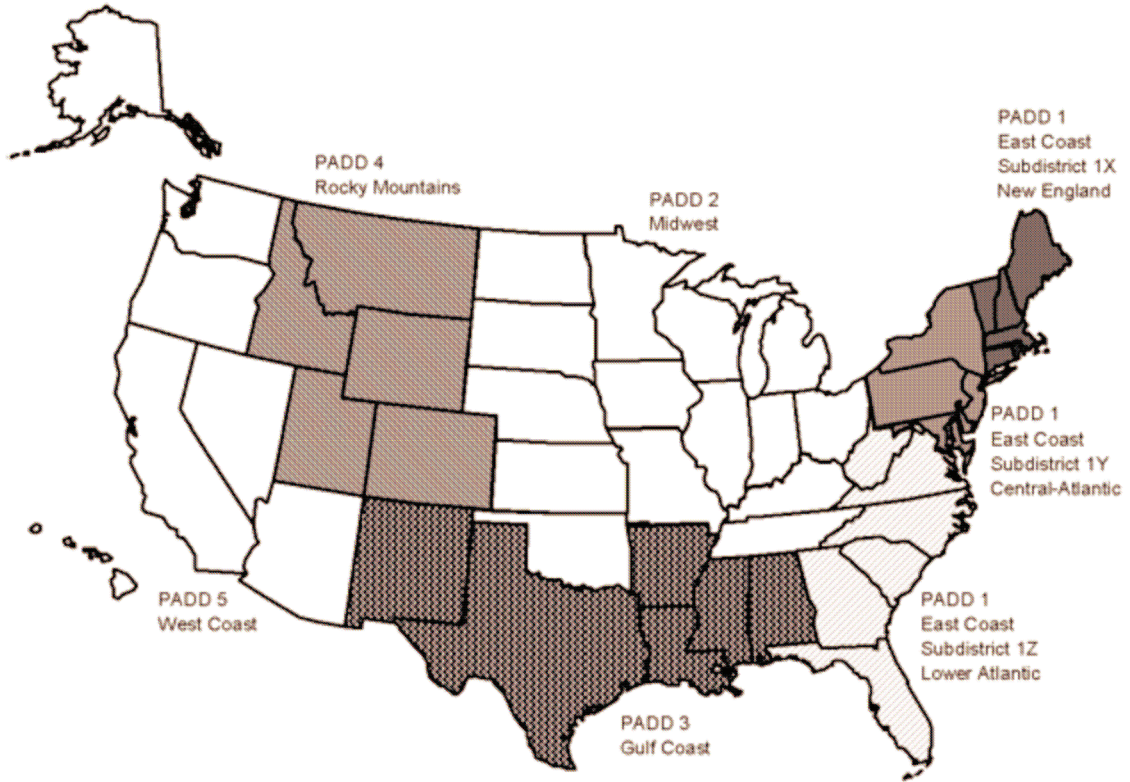 PADD 1
East Coast
Subdistrict 1X
New England
PADD 4
Rocky Mountains
PADD 2
Midwest
PADD 1
East Coast
Subdistrict 1Y
Central-Atlantic
PADD 5
West Coast
PADD 1
East Coast
Subdistrict 1Z
Lower Atlantic
PADD 3
Gulf Coast